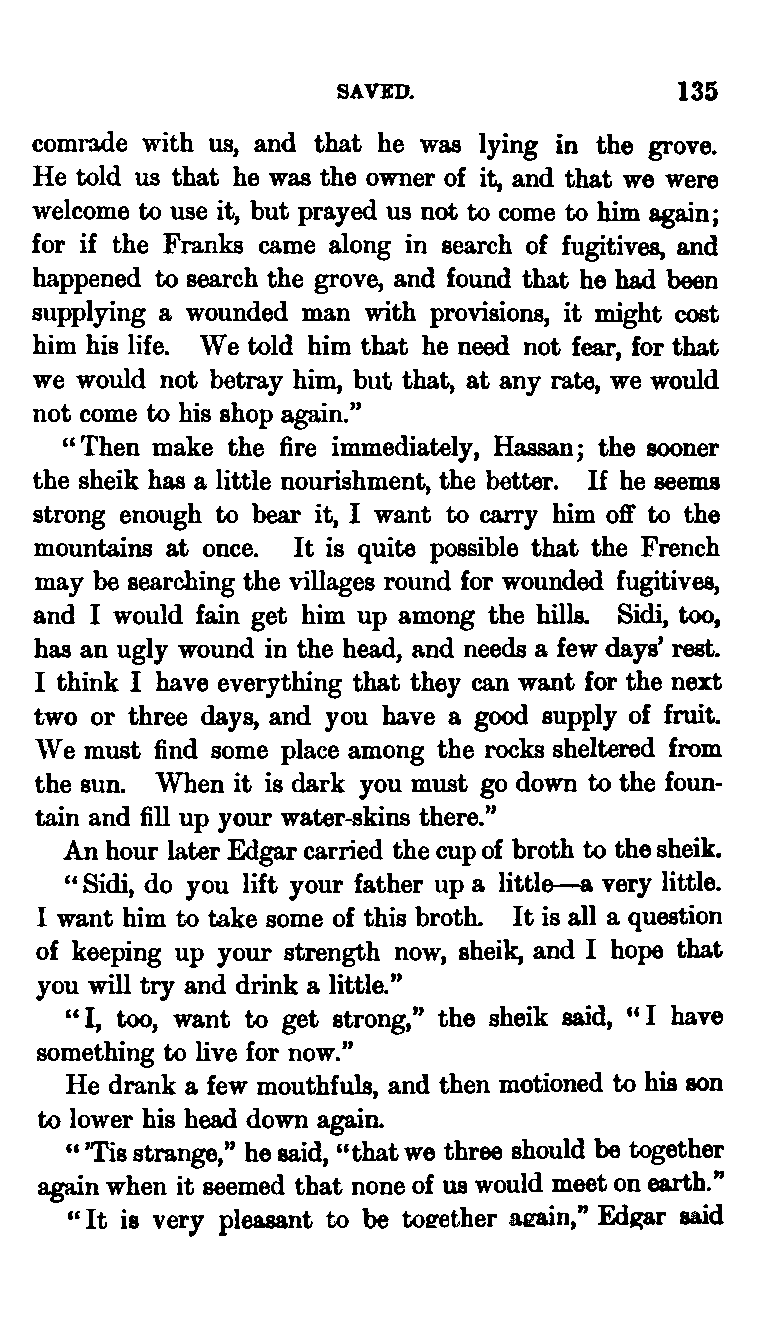 SAVED. 135
comrade with us, and that he was lying in the grove.
He told us that he was the owner of it, and that we were
welcome to use it, but prayed us not to come to him again;
for if the Franks came along in search of fugitives, and
happened to search the grove, and found that he had been
supplying a wounded man with provisions, it might cost
him his life. We told him that he need not fear, for that
we would not betray him, but that, at any rate, we would
not come to his shop again.”
“Then make the fire immediately, Hassan; the sooner
the sheik has a little nourishment, the better. If he seems
strong enough to bear it, I want to carry him off to the
mountains at once. It is quite possible that the French
may be searching the villages round for wounded fugitives,
and I would fain get him up among the hills. Sidi, too,
has an ugly wound in the head, and needs a few days’ rest.
I think I have everything that they can want for the next
two or three days, and you have a good supply of fruit.
We must find some place among the rocks sheltered from
the sun. When it is dark you must go down to the foun-
tain and fill up your water-skins there.”
An hour later Edgar carried the cup of broth to the sheik.
“Sidi, do you lift your father up a little—a very little.
I want him to take some of this broth. It is all a question
of keeping up your strength now, sheik, and I hope that
you will try and drink a little.”
“I, too, want to get strong,” the sheik said, “I have
something to live for now.”
He drank a few mouthfuls, and then motioned to his son
to lower his head down again.
“’Tis strange,” he said, “that we three should be together
again when it seemed that none of us would meet on earth.”
“It is very pleasant to be together again,” Edgar said